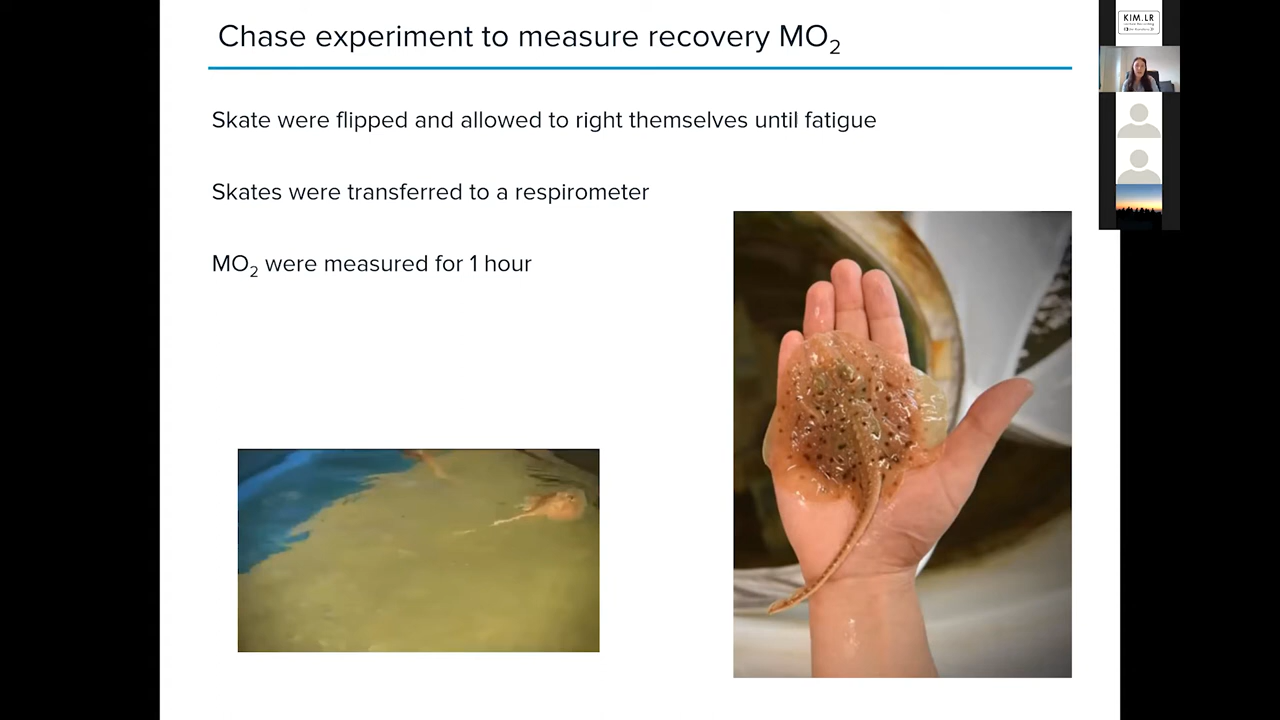 Chase experiment to measure recovery MO₂
Skate were flipped and allowed to right themselves until fatigue
Skates were transferred to a respirometer
MO₂ were measured for 1 hour
KIM.LR